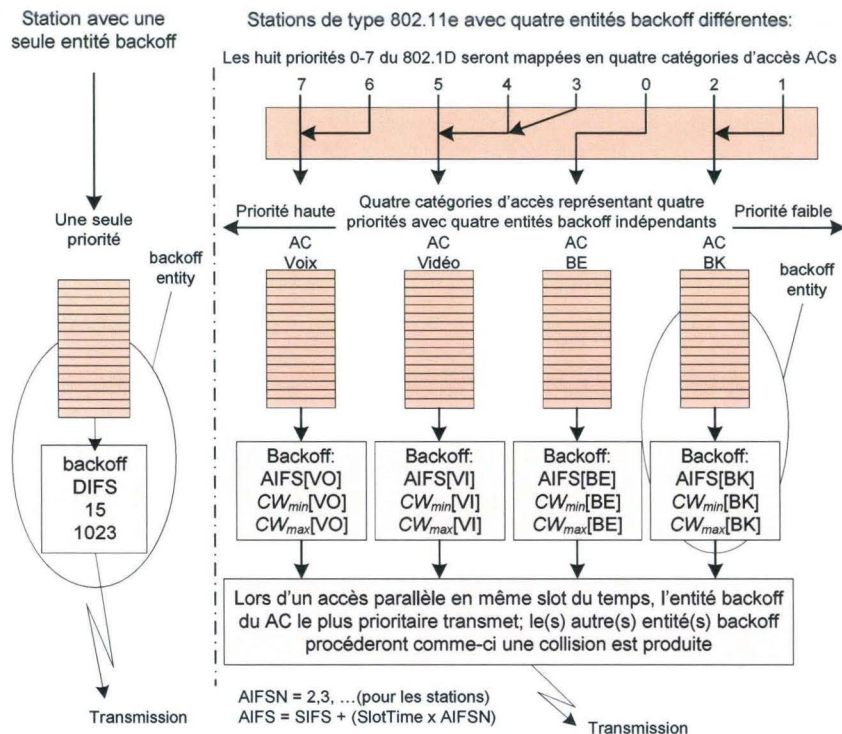 Station avec une
seule entité backoff
Une seule
priorité
backoff
entity
backoff
DIFS
15
1023
Transmission
Stations de type 802.11e avec quatre entités backoff différentes:
Les huit priorités 0-7 du 802.1D seront mappées en quatre catégories d'accès ACs
7 6 5 4 3 0 2 1
Priorité haute
Quatre catégories d'accès représentant quatre
priorités avec quatre entités backoff indépendants
Priorité faible
AC
Voix
AC
Vidéo
AC
BE
AC
BK
backoff
entity
Backoff:
AIFS[VO]
CWmin[VO]
CWmax[VO]
Backoff:
AIFS[VI]
CWmin[VI]
CWmax[VI]
Backoff:
AIFS[BE]
CWmin[BE]
CWmax[BE]
Backoff:
AIFS[BK]
CWmin[BK]
CWmax[BK]
Lors d'un accès parallèle en même slot du temps, l'entité backoff
du AC le plus prioritaire transmet; le(s) autre(s) entité(s) backoff
procéderont comme-ci une collision est produite
AIFSN = 2,3, …(pour les stations)
AIFS = SIFS + (SlotTime x AIFSN)
Transmission